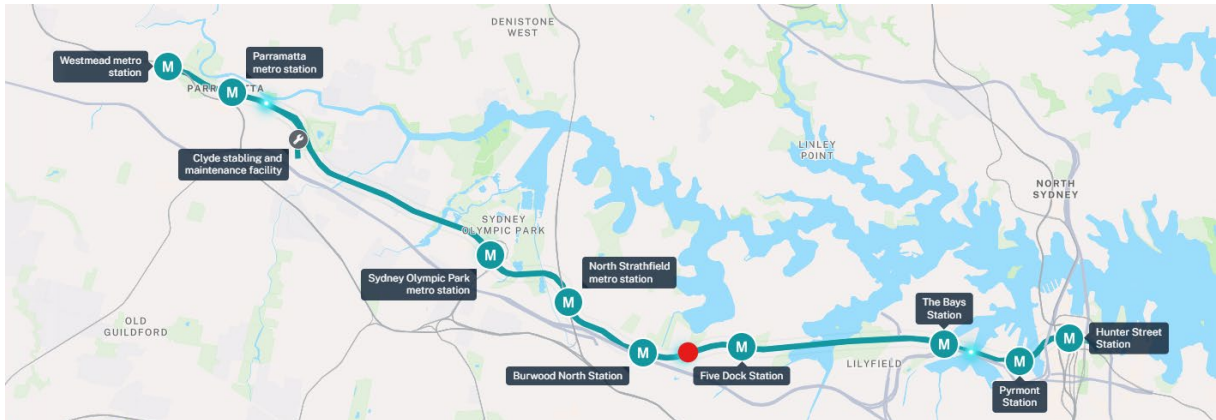 DENISTONE
WEST
Westmead metro
station
M
Parramatta
metro station
M
Clyde stabling and
maintenance facility
LINLEY
POINT
NORTH
SYDNEY
SYDNEY
OLYMPIC PARK
M
Sydney Olympic Park
metro station
North Strathfield
metro station
M
OLD
GUILDFORD
The Bays
Station
M
Hunter Street
Station
M
M
Burwood North Station
M
Five Dock Station
LILYFIELD
M
Pyrmont
Station